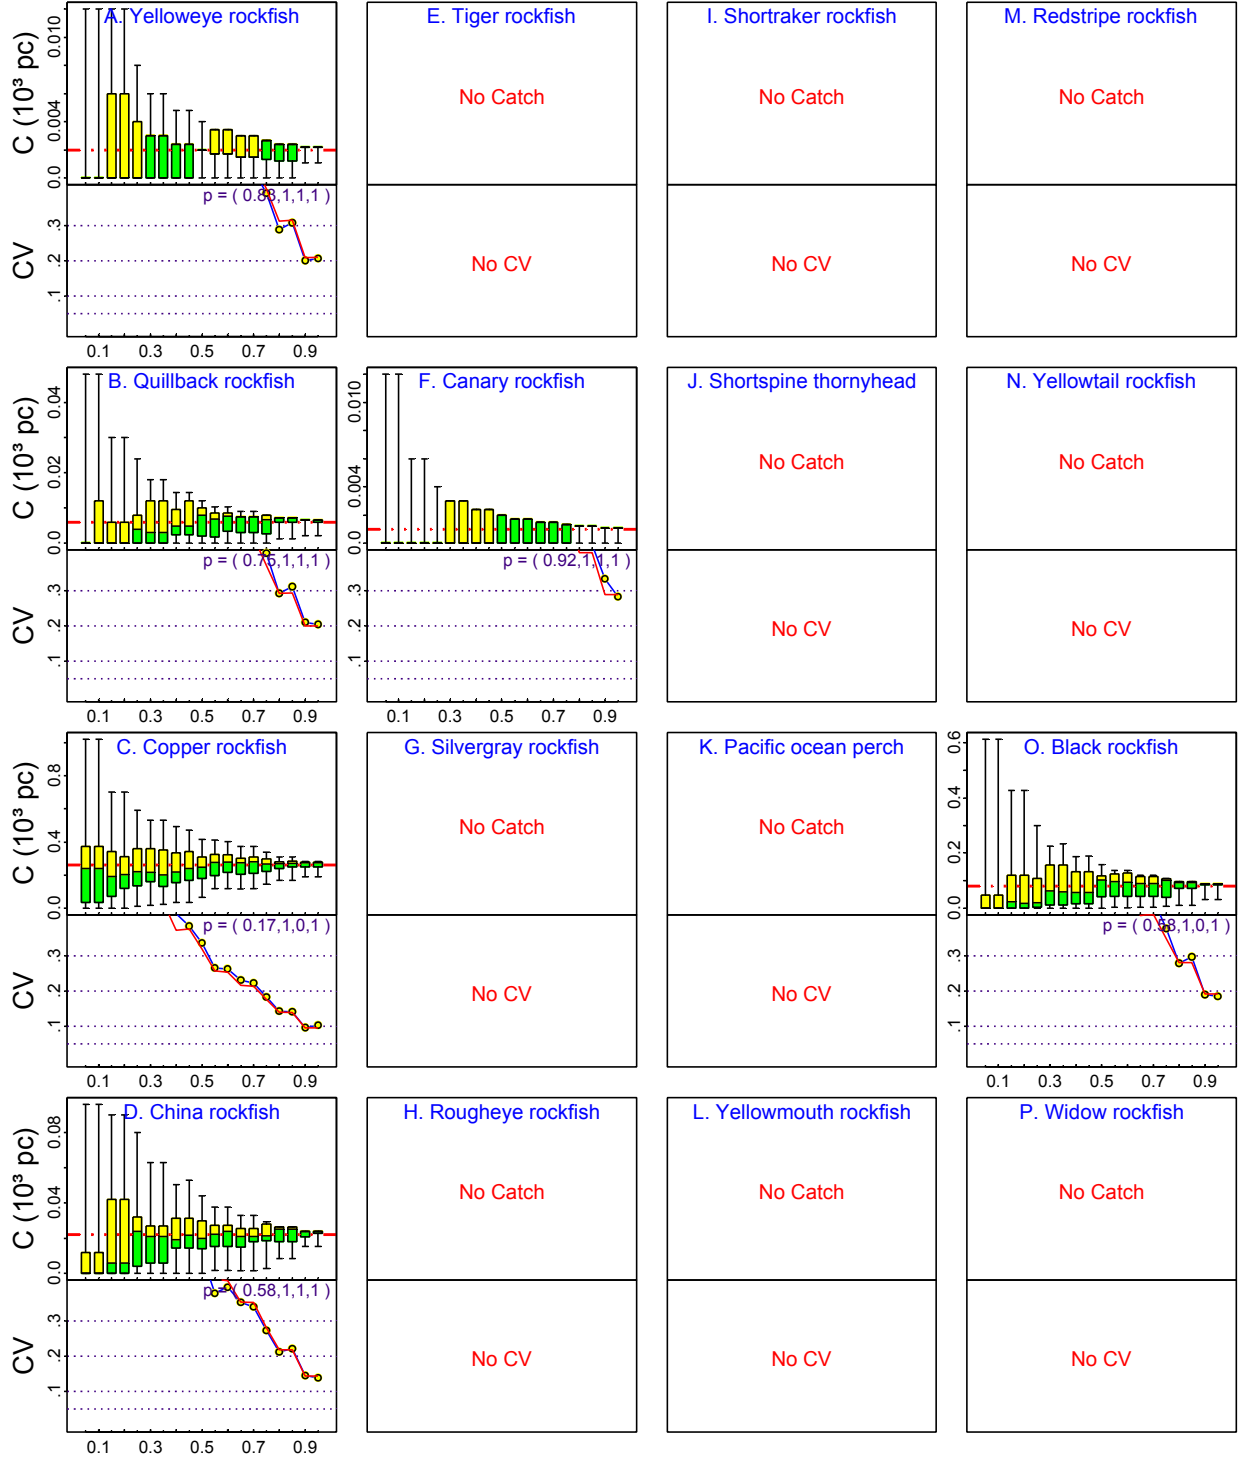 A. Yelloweye rockfish
C (10³ pc)
0.0 0.004 0.010
p = ( 0.83,1,1,1 )
CV
.1 .2 .3
0.1 0.3 0.5 0.7 0.9
E. Tiger rockfish
No Catch
No CV
I. Shortraker rockfish
No Catch
No CV
M. Redstripe rockfish
No Catch
No CV
B. Quillback rockfish
C (10³ pc)
0.0 0.02 0.04
p = ( 0.75,1,1,1 )
CV
.1 .2 .3
0.1 0.3 0.5 0.7 0.9
F. Canary rockfish
0.0 0.004 0.010
p = ( 0.92,1,1,1 )
.1 .2 .3
0.1 0.3 0.5 0.7 0.9
J. Shortspine thornyhead
No Catch
No CV
N. Yellowtail rockfish
No Catch
No CV
C. Copper rockfish
C (10³ pc)
0.0 0.4 0.8
p = ( 0.17,1,0,1 )
CV
.1 .2 .3
0.1 0.3 0.5 0.7 0.9
G. Silvergray rockfish
No Catch
No CV
K. Pacific ocean perch
No Catch
No CV
O. Black rockfish
0.0 0.2 0.4 0.6
p = ( 0.58,1,0,1 )
.1 .2 .3
0.1 0.3 0.5 0.7 0.9
D. China rockfish
C (10³ pc)
0.0 0.04 0.08
p = ( 0.58,1,1,1 )
CV
.1 .2 .3
0.1 0.3 0.5 0.7 0.9
H. Rougheye rockfish
No Catch
No CV
L. Yellowmouth rockfish
No Catch
No CV
P. Widow rockfish
No Catch
No CV